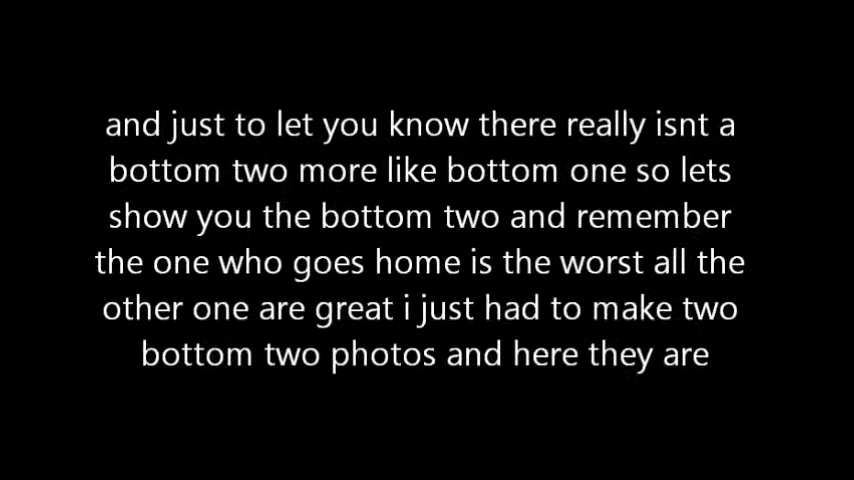 and just to let you know there really isnt a
bottom two more like bottom one so lets
show you the bottom two and remember
the one who goes home is the worst all the
other one are great i just had to make two
bottom two photos and here they are